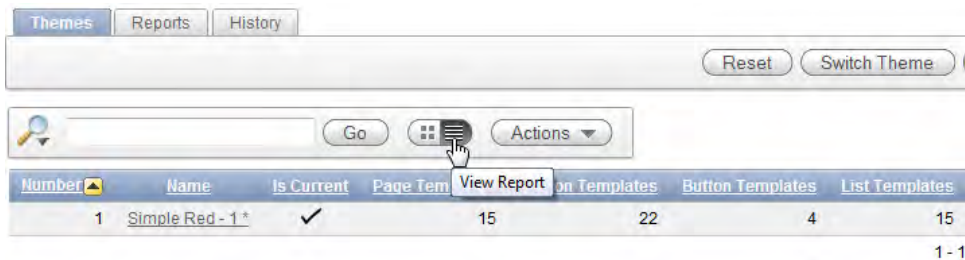 Themes Reports History
Reset Switch Theme
Go Actions
View Report
Number Name Is Current Page Tem on Templates Button Templates List Templates
1 Simple Red - 1 * 15 22 4 15
1 - 1